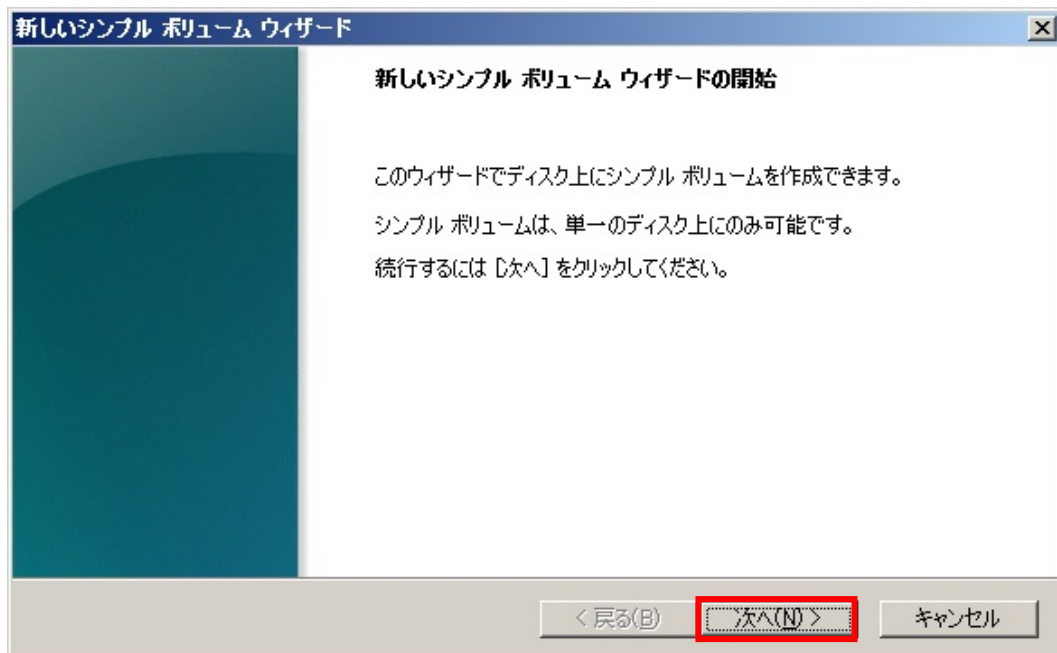 新しいシンプル ボリューム ウィザード
新しいシンプル ボリューム ウィザードの開始
このウィザードでディスク上にシンプル ボリュームを作成できます。
シンプル ボリュームは、単一のディスク上にのみ可能です。
続行するには [次へ] をクリックしてください。
< 戻る(B) 次へ(N) > キャンセル